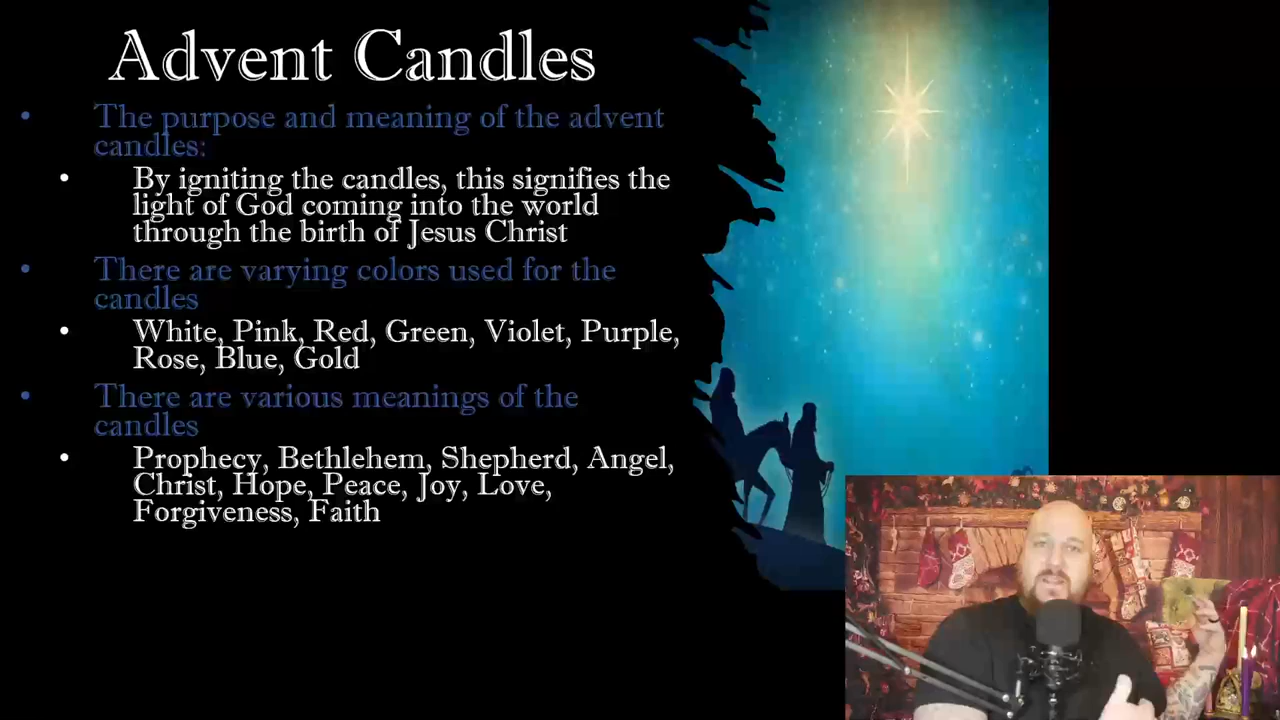 Advent Candles
• The purpose and meaning of the advent
candles:
• By igniting the candles, this signifies the
light of God coming into the world
through the birth of Jesus Christ
• There are varying colors used for the
candles
• White, Pink, Red, Green, Violet, Purple,
Rose, Blue, Gold
• There are various meanings of the
candles
• Prophecy, Bethlehem, Shepherd, Angel,
Christ, Hope, Peace, Joy, Love,
Forgiveness, Faith